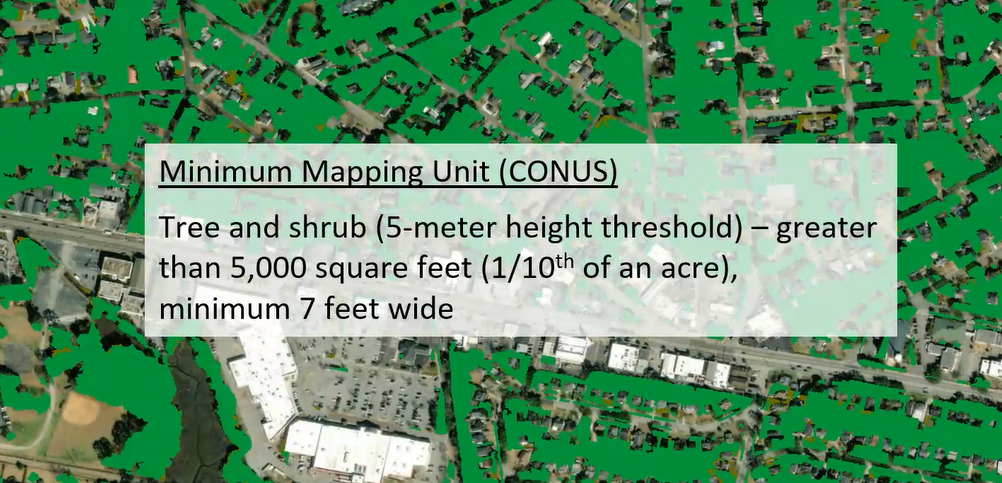 Minimum Mapping Unit (CONUS)
Tree and shrub (5-meter height threshold) – greater
than 5,000 square feet (1/10th of an acre),
minimum 7 feet wide